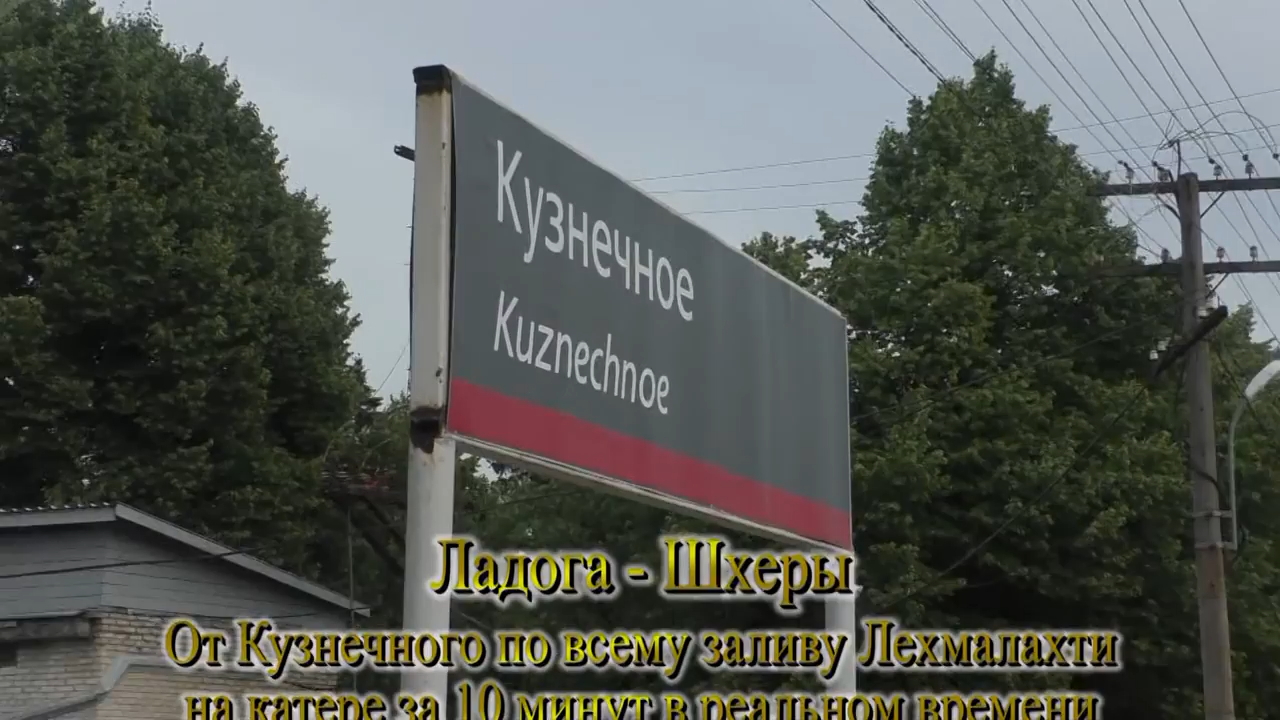 Кузнечное
Kuznechnoe
Ладога - Шхеры
От Кузнечного по всему заливу Лехмалахти
на катере за 10 минут в реальном времени